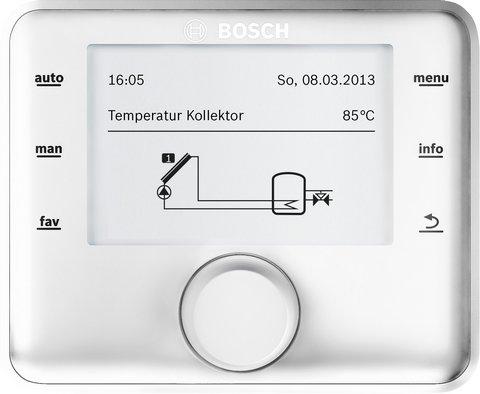 BOSCH
auto
16:05 So, 08.03.2013
menu
man
Temperatur Kollektor 85°C
info
1
fav